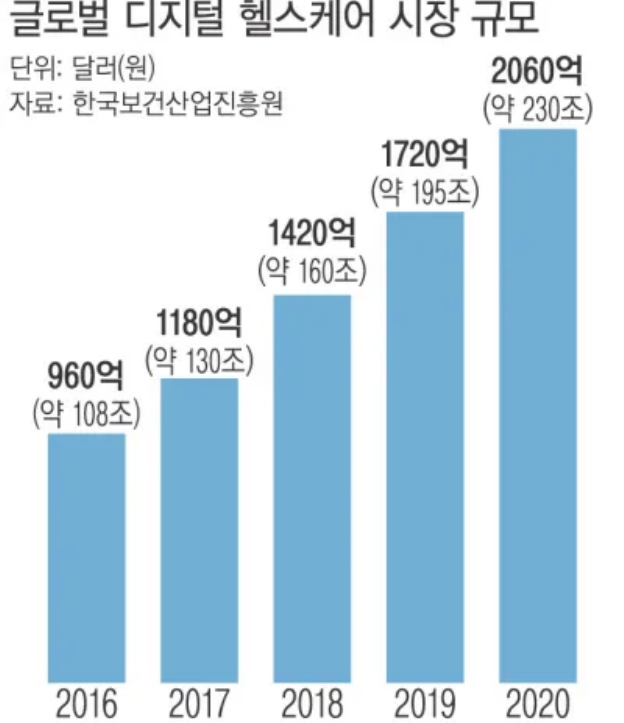 글로벌 디지털 헬스케어 시장 규모
단위: 달러(원)
자료: 한국보건산업진흥원
960억
(약 108조)
1180억
(약 130조)
1420억
(약 160조)
1720억
(약 195조)
2060억
(약 230조)
2016 2017 2018 2019 2020